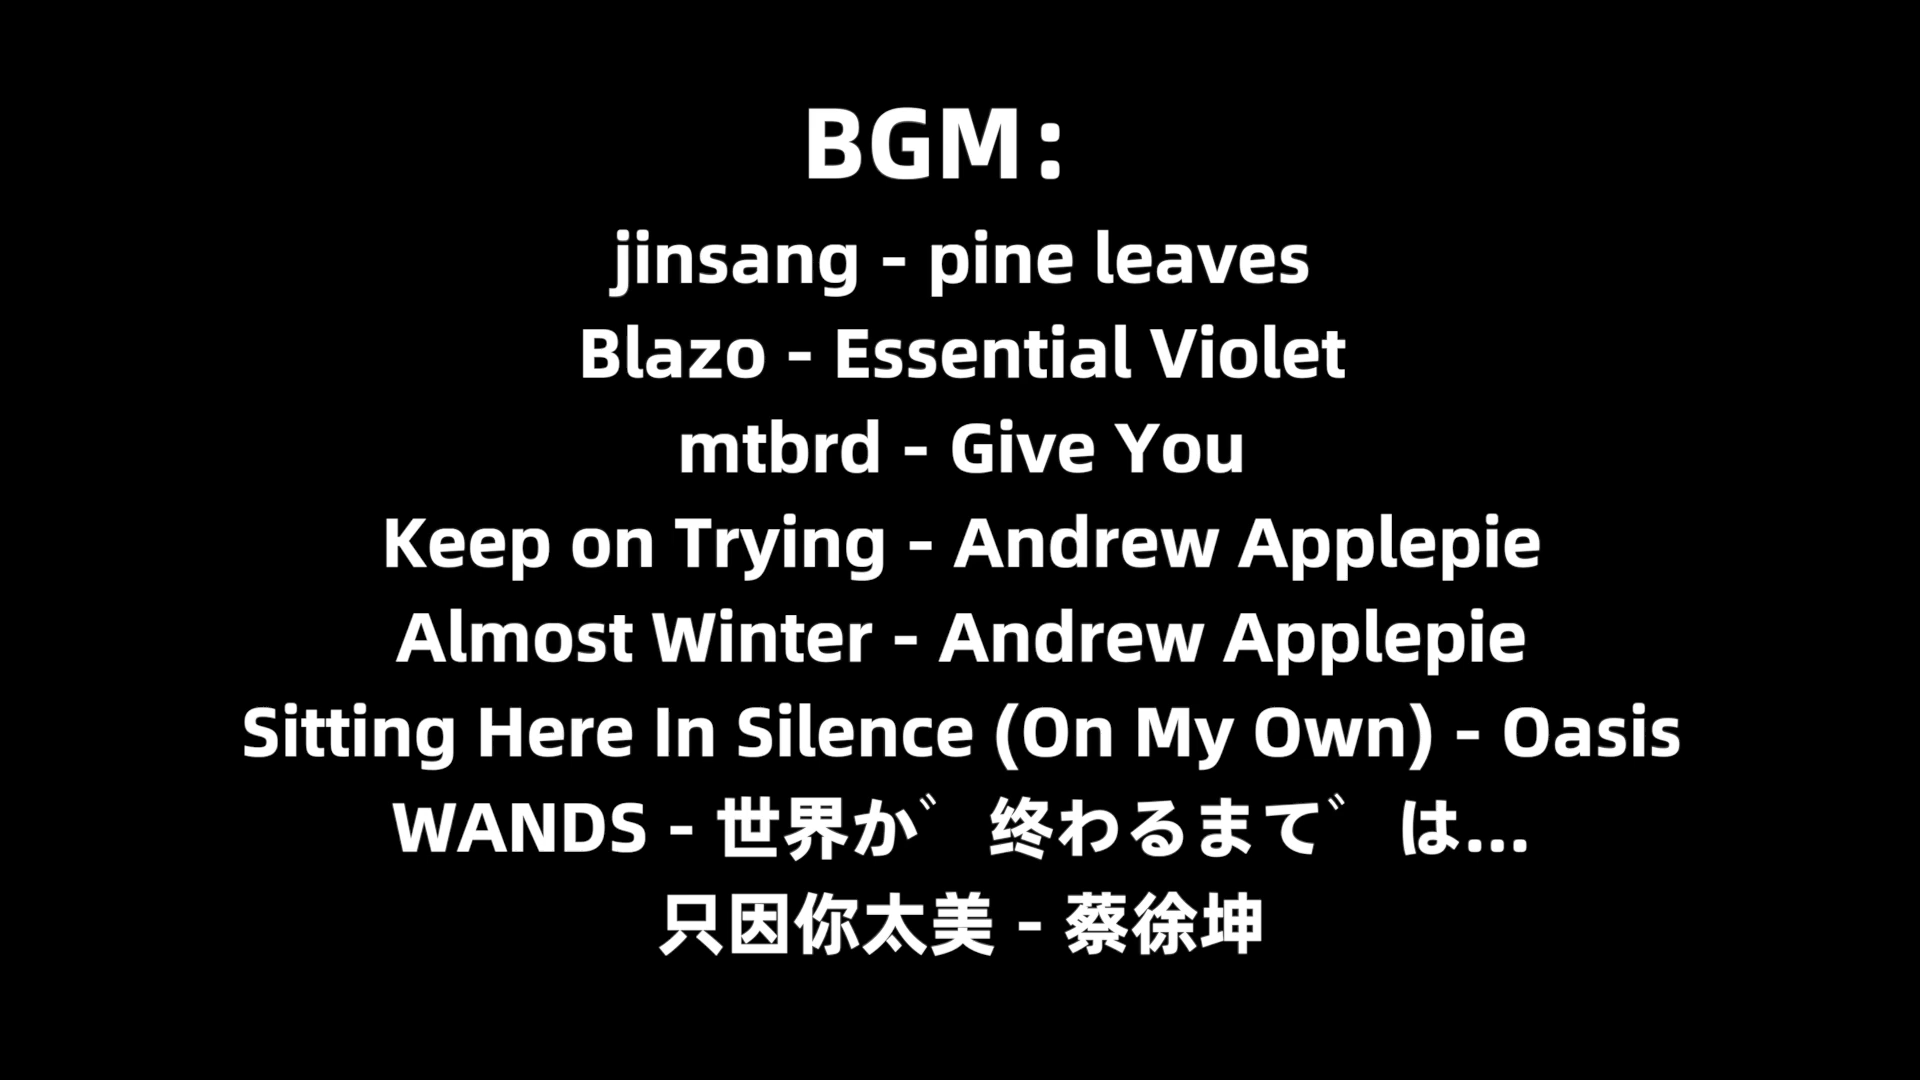 BGM：
jinsang - pine leaves
Blazo - Essential Violet
mtbrd - Give You
Keep on Trying - Andrew Applepie
Almost Winter - Andrew Applepie
Sitting Here In Silence (On My Own) - Oasis
WANDS - 世界か゛终わるまて゛は...
只因你太美 - 蔡徐坤